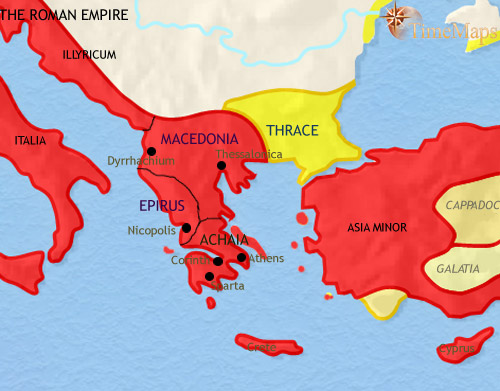 THE ROMAN EMPIRE
TimeMaps
ILLYRICUM
ITALIA
MACEDONIA
THRACE
Dyrrhachium
Thessalonica
EPIRUS
CAPPADOC
Nicopolis
ACHAIA
ASIA MINOR
Corinth
Athens
GALATIA
Sparta
Crete
Cyprus